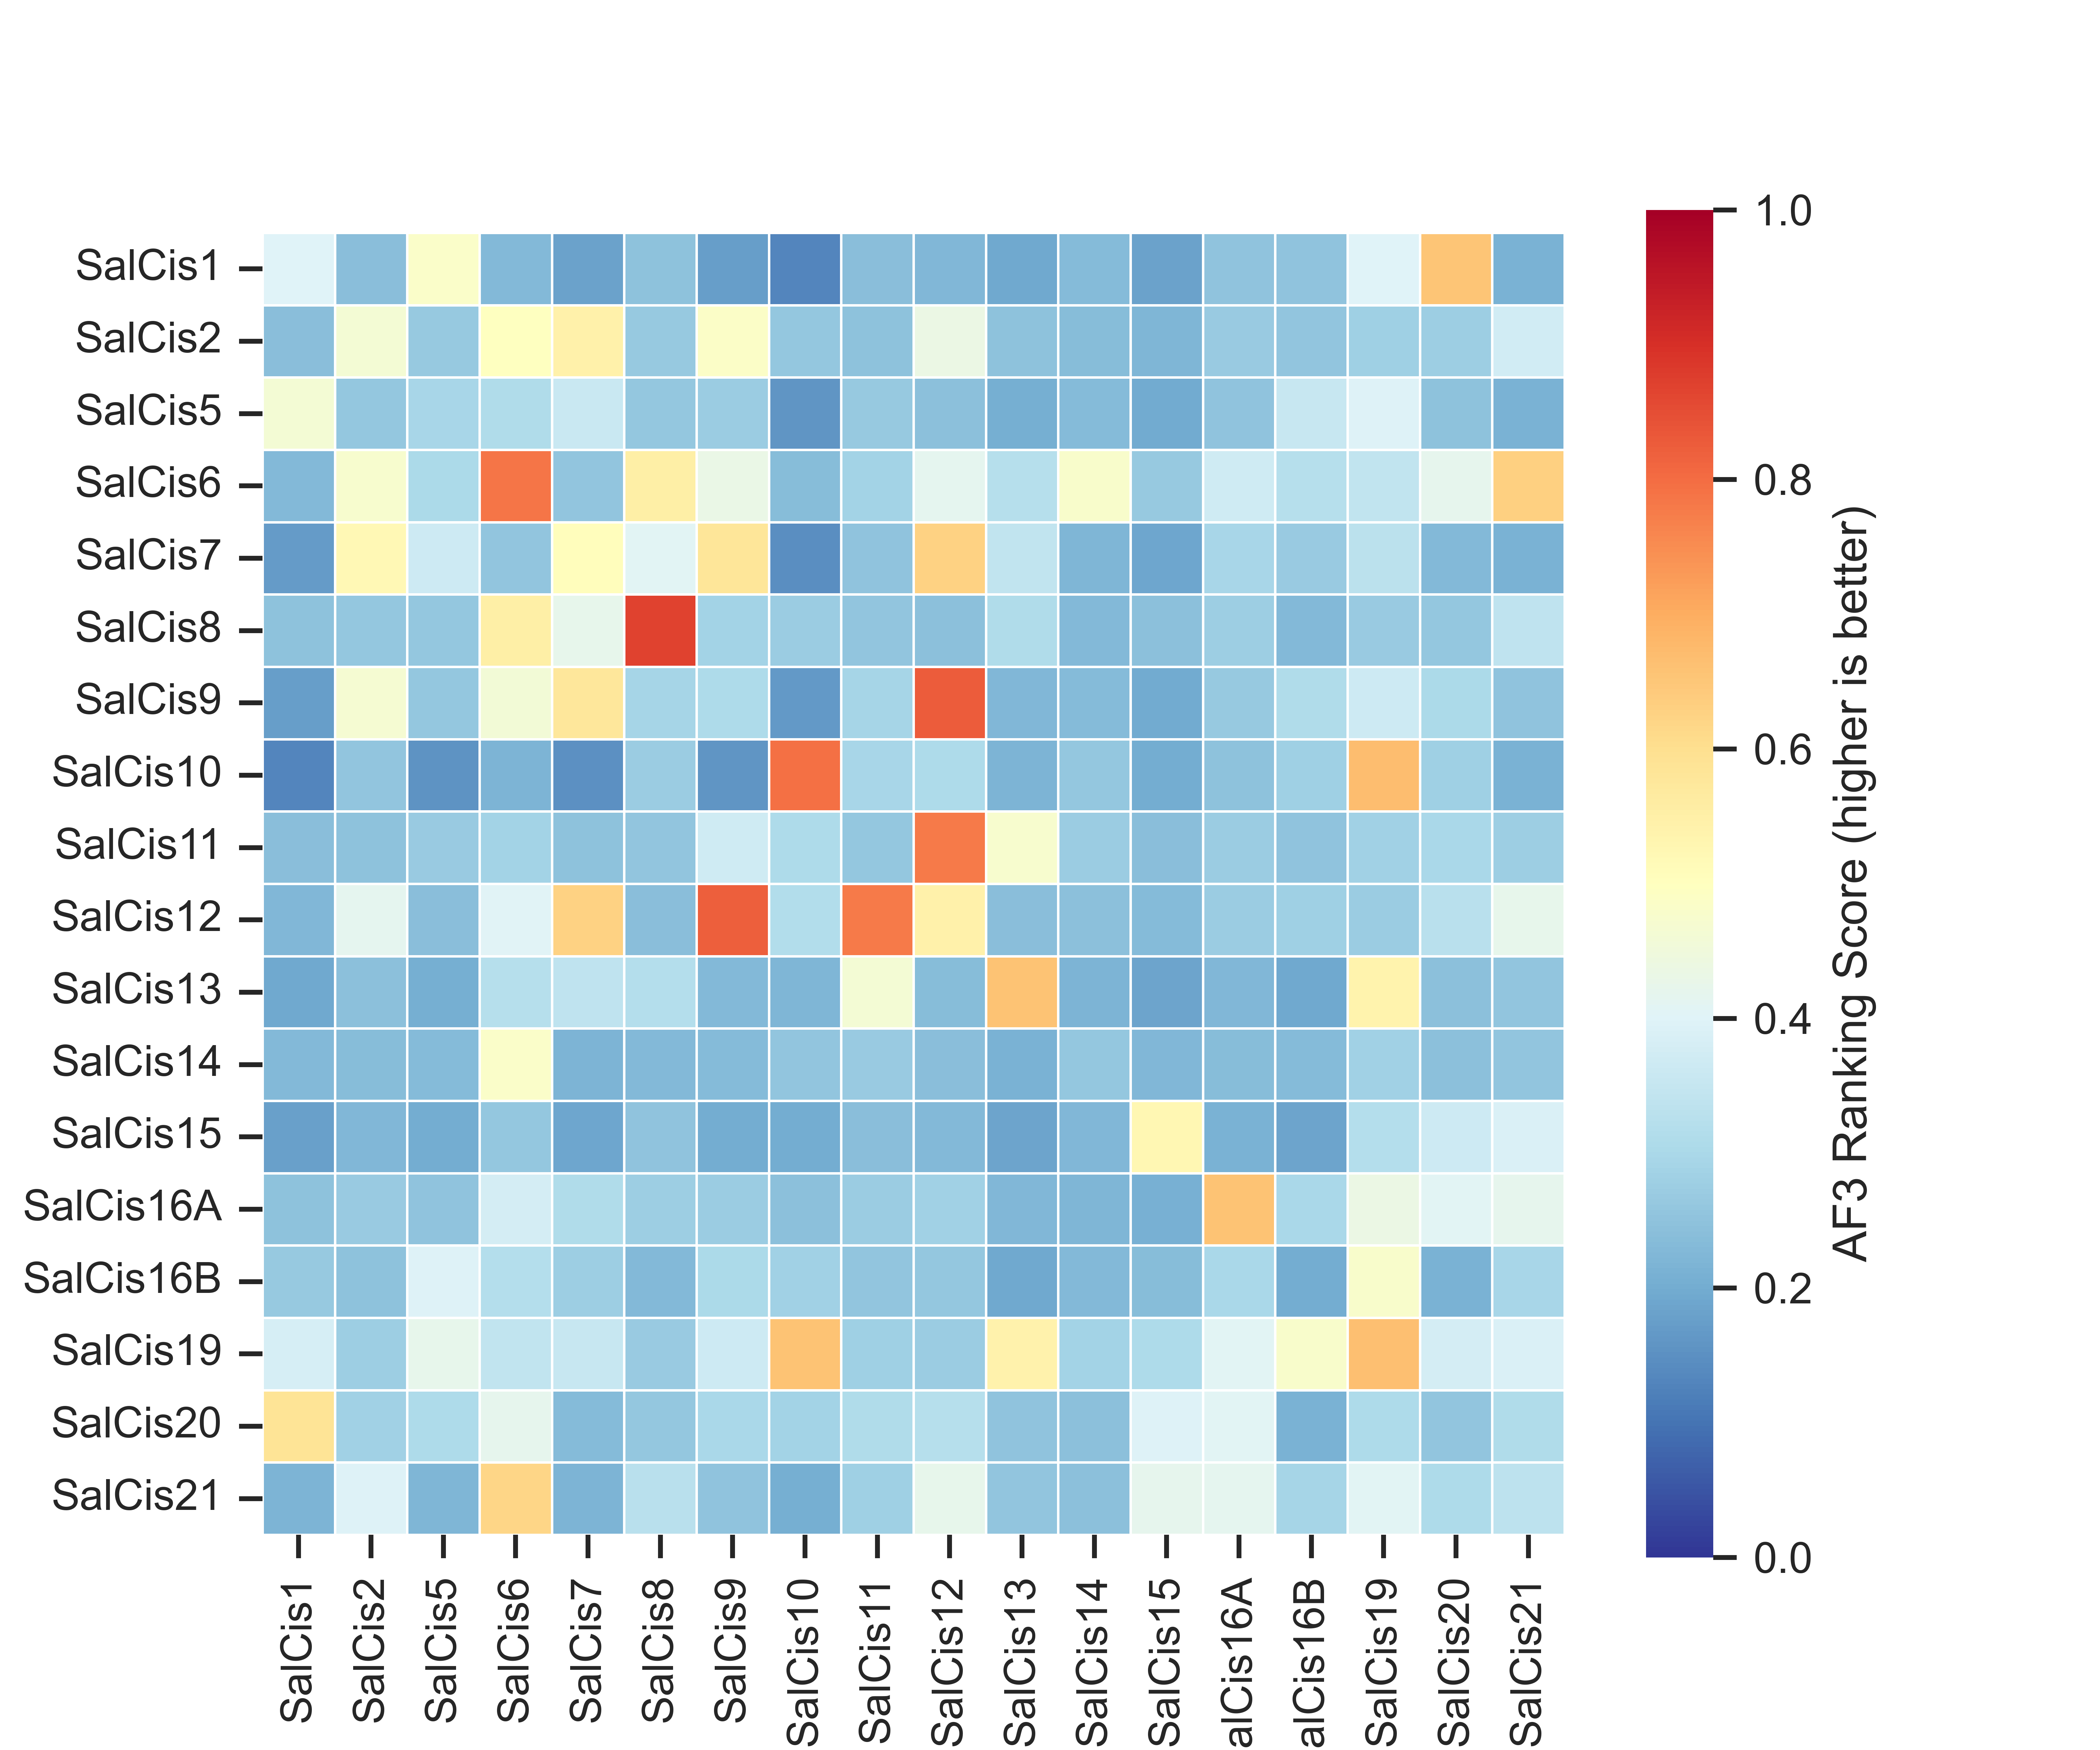 SalCis1
SalCis2
SalCis5
SalCis6
SalCis7
SalCis8
SalCis9
SalCis10
SalCis11
SalCis12
SalCis13
SalCis14
SalCis15
SalCis16A
SalCis16B
SalCis19
SalCis20
SalCis21
SalCis1
SalCis2
SalCis5
SalCis6
SalCis7
SalCis8
SalCis9
SalCis10
SalCis11
SalCis12
SalCis13
SalCis14
SalCis15
alCis16A
alCis16B
SalCis19
SalCis20
SalCis21
1.0
0.8
0.6
0.4
0.2
0.0
AF3 Ranking Score (higher is better)